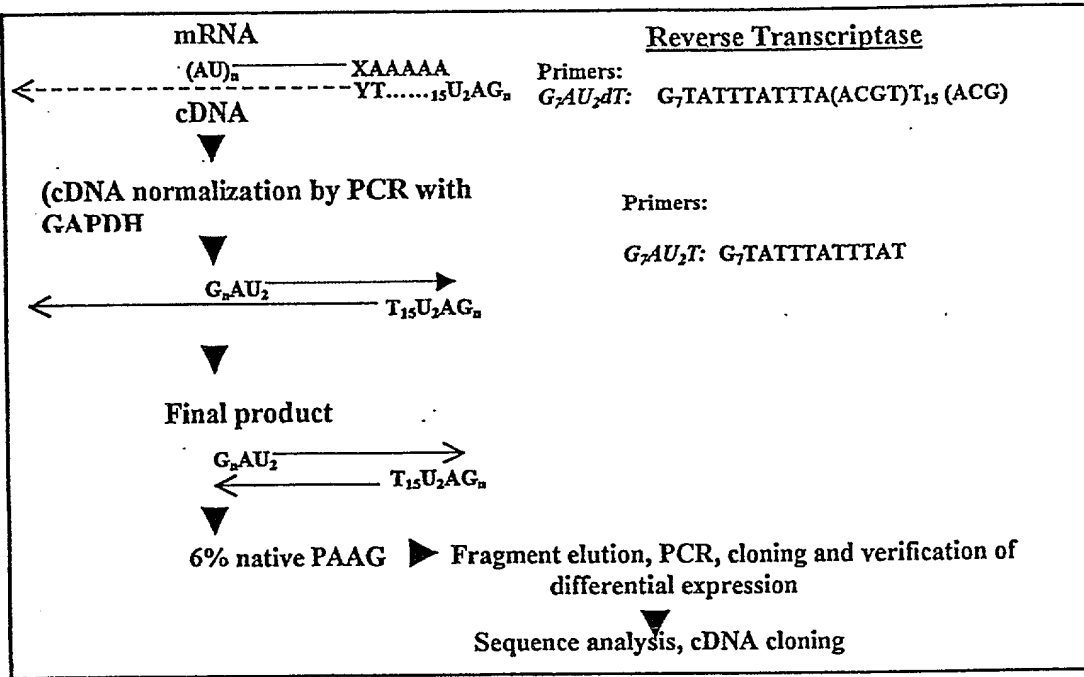 mRNA
Reverse Transcriptase
(AU)ₙ XAAAAA
Primers:
YT......₁₅U₂AGₙ
G₇AU₂dT: G₇TATTTATTTA(ACGT)T₁₅ (ACG)
cDNA
(cDNA normalization by PCR with
GAPDH
Primers:
G₇AU₂T: G₇TATTTATTTAT
GₙAU₂
T₁₅U₂AGₙ
Final product
GₙAU₂
T₁₅U₂AGₙ
6% native PAAG Fragment elution, PCR, cloning and verification of
differential expression
Sequence analysis, cDNA cloning